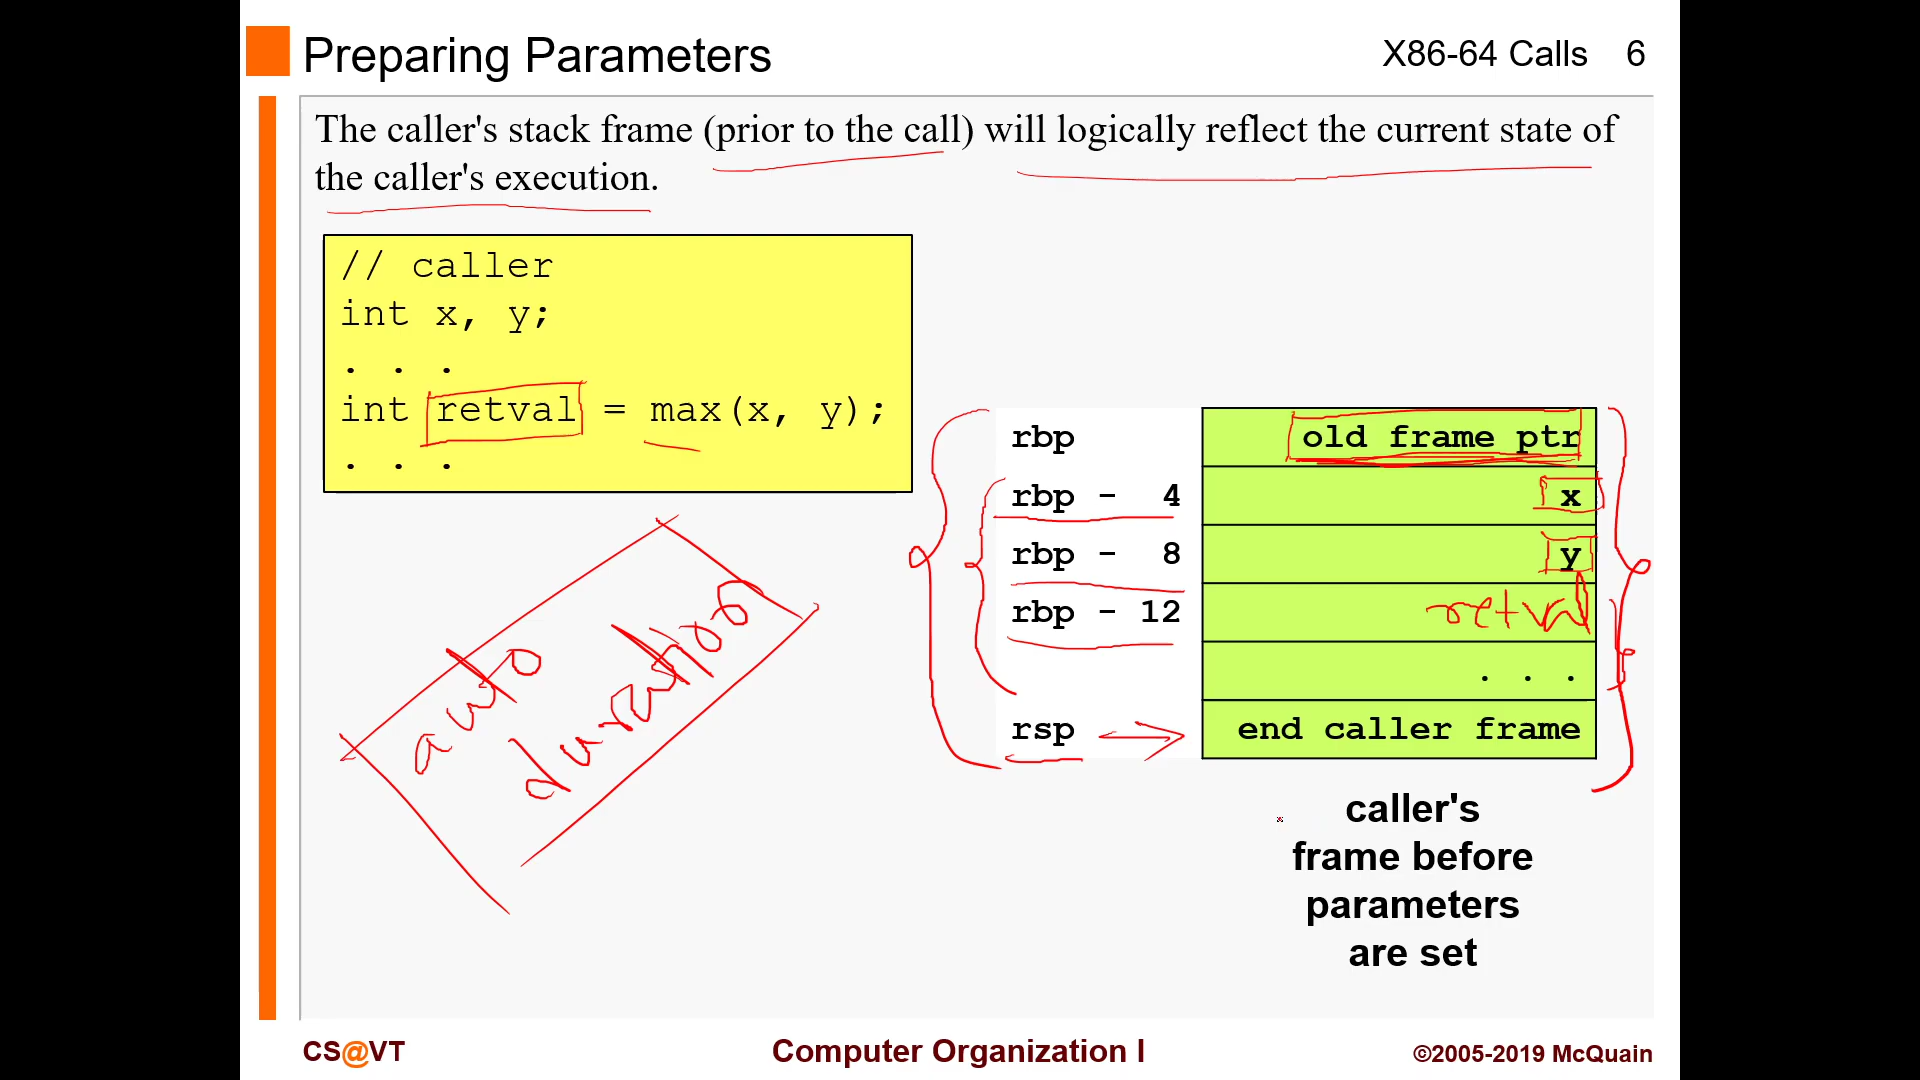 Preparing Parameters
X86-64 Calls 6
The caller's stack frame (prior to the call) will logically reflect the current state of
the caller's execution.
// caller
int x, y;
. . .
int retval = max(x, y);
. . .
rbp old frame ptr
rbp - 4 x
rbp - 8 y
rbp - 12 retval
. . .
rsp end caller frame
auto
duration
caller's
frame before
parameters
are set
CS@VT
Computer Organization I
©2005-2019 McQuain